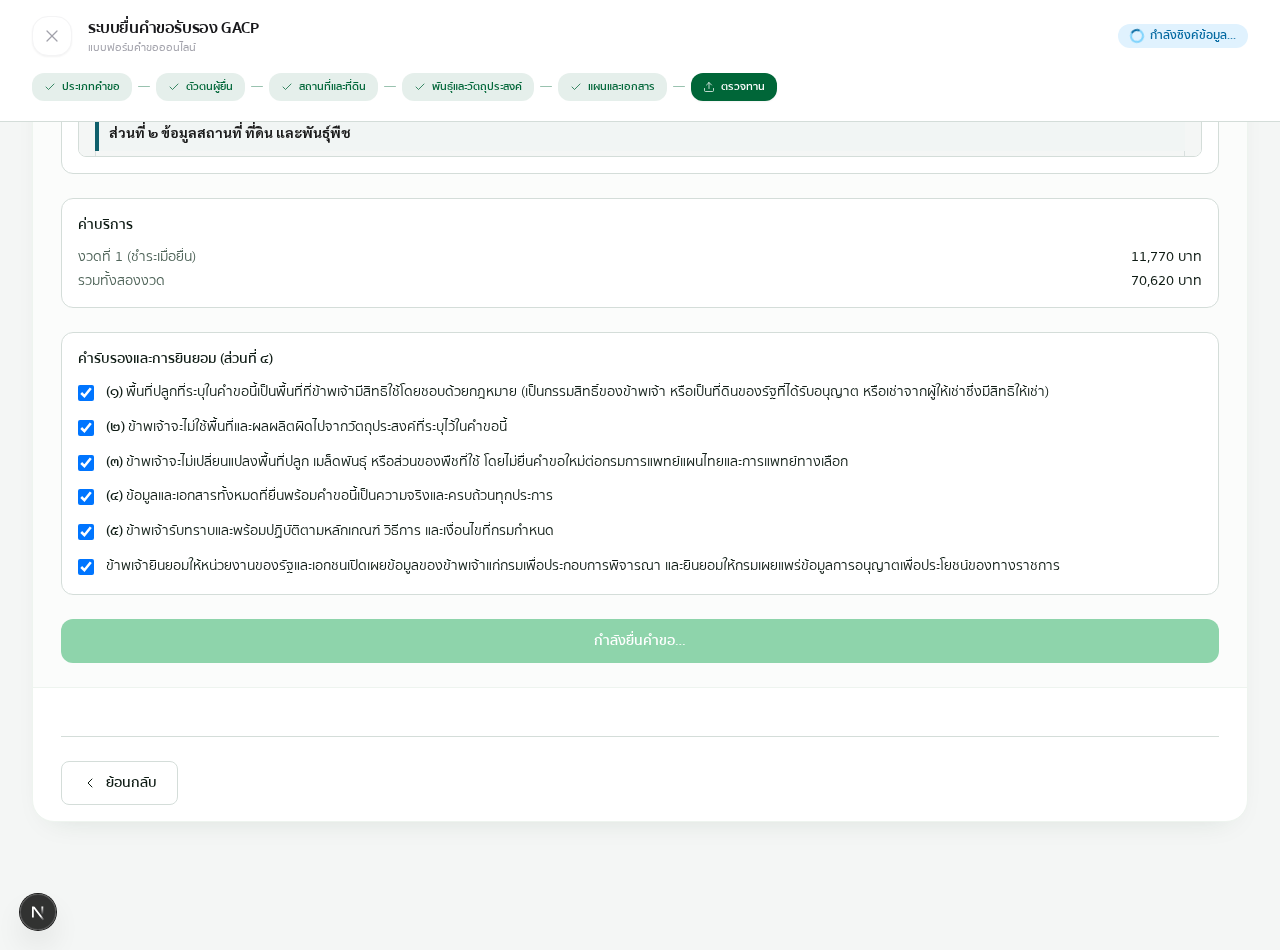 ระบบยื่นคำขอรับรอง GACP
แบบฟอร์มคำขอออนไลน์
กำลังซิงค์ข้อมูล...
ประเภทคำขอ
ตัวตนผู้ยื่น
สถานที่และที่ดิน
พันธุ์และวัตถุประสงค์
แผนและเอกสาร
ตรวจทาน
ส่วนที่ ๒ ข้อมูลสถานที่ ที่ดิน และพันธุ์พืช
ค่าบริการ
งวดที่ 1 (ชำระเมื่อยื่น) 11,770 บาท
รวมทั้งสองงวด 70,620 บาท
คำรับรองและการยินยอม (ส่วนที่ ๔)
(๑) พื้นที่ปลูกที่ระบุในคำขอนี้เป็นพื้นที่ที่ข้าพเจ้ามีสิทธิใช้โดยชอบด้วยกฎหมาย (เป็นกรรมสิทธิ์ของข้าพเจ้า หรือเป็นที่ดินของรัฐที่ได้รับอนุญาต หรือเช่าจากผู้ให้เช่าซึ่งมีสิทธิให้เช่า)
(๒) ข้าพเจ้าจะไม่ใช้พื้นที่และผลผลิตผิดไปจากวัตถุประสงค์ที่ระบุไว้ในคำขอนี้
(๓) ข้าพเจ้าจะไม่เปลี่ยนแปลงพื้นที่ปลูก เมล็ดพันธุ์ หรือส่วนของพืชที่ใช้ โดยไม่ยื่นคำขอใหม่ต่อกรมการแพทย์แผนไทยและการแพทย์ทางเลือก
(๔) ข้อมูลและเอกสารทั้งหมดที่ยื่นพร้อมคำขอนี้เป็นความจริงและครบถ้วนทุกประการ
(๕) ข้าพเจ้ารับทราบและพร้อมปฏิบัติตามหลักเกณฑ์ วิธีการ และเงื่อนไขที่กรมกำหนด
ข้าพเจ้ายินยอมให้หน่วยงานของรัฐและเอกชนเปิดเผยข้อมูลของข้าพเจ้าแก่กรมเพื่อประกอบการพิจารณา และยินยอมให้กรมเผยแพร่ข้อมูลการอนุญาตเพื่อประโยชน์ของทางราชการ
กำลังยื่นคำขอ...
ย้อนกลับ
N